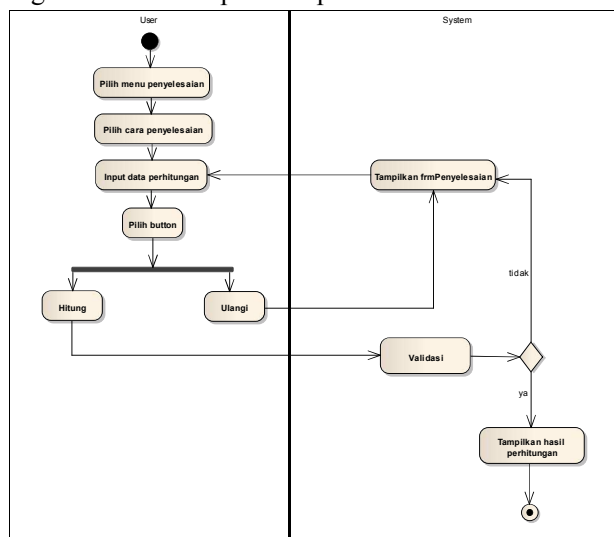 User
System
Pilih menu penyelesaian
Pilih cara penyelesaian
Input data perhitungan
Tampilkan frmPenyelesaian
Pilih button
tidak
Hitung
Ulangi
Validasi
ya
Tampilkan hasil
perhitungan